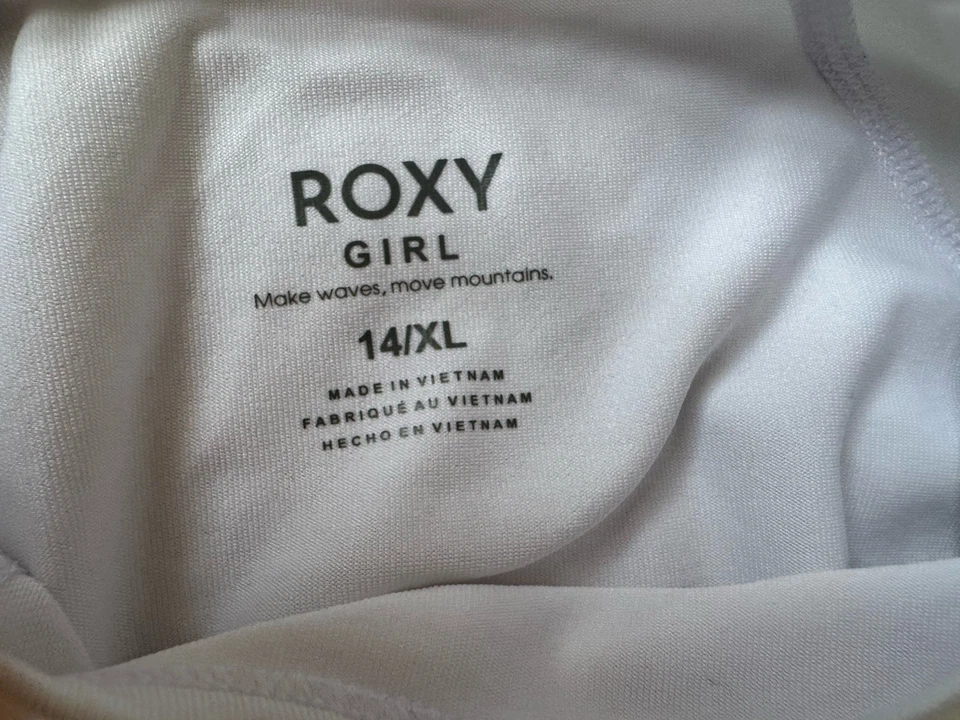 ROXY
GIRL
Make waves, move mountains.
14/XL
MADE IN VIETNAM
FABRIQUÉ AU VIETNAM
HECHO EN VIETNAM